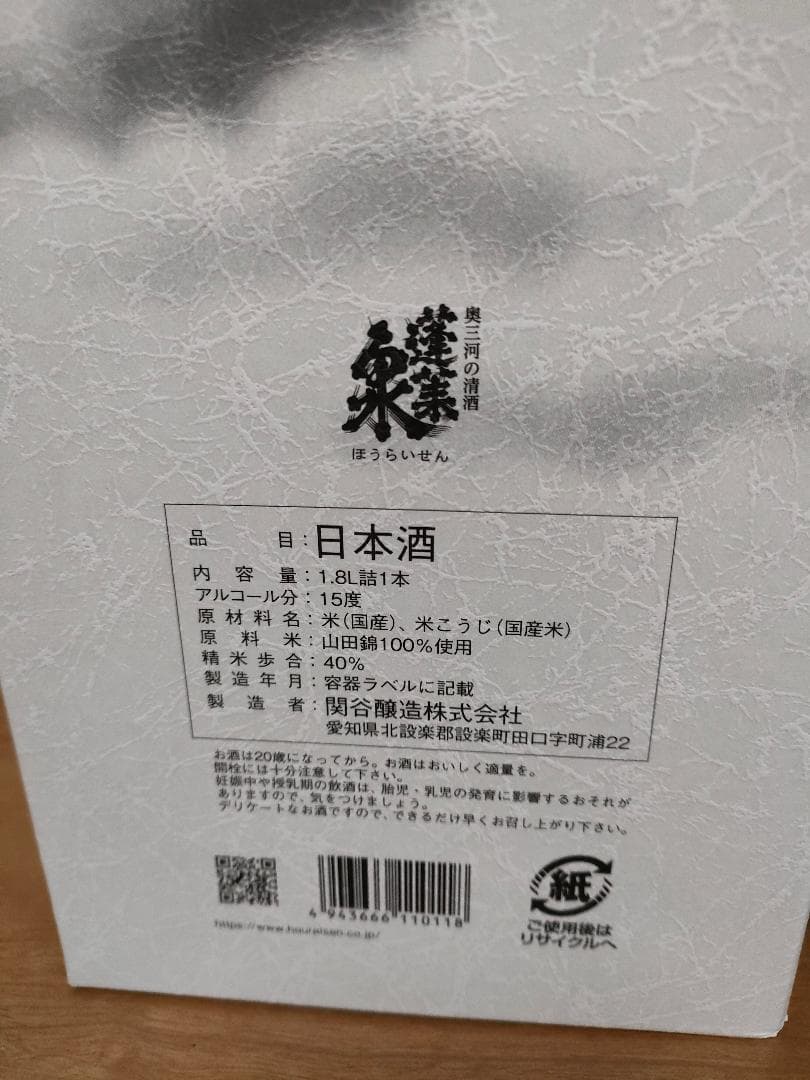 奥三河の清酒
蓬莱泉
ほうらいせん
品目:日本酒
内容量:1.8L詰1本
アルコール分:15度
原材料名:米(国産)、米こうじ(国産米)
原料米:山田錦100%使用
精米歩合:40%
製造年月:容器ラベルに記載
製造者:関谷醸造株式会社
愛知県北設楽郡設楽町田口字町浦22
お酒は20歳になってから。お酒はおいしく適量を。
開栓には十分注意して下さい。
妊娠中や授乳期の飲酒は、胎児・乳児の発育に影響するおそれが
ありますので、気をつけましょう。
デリケートなお酒ですので、できるだけ早くお召し上がり下さい。
4 943666 110118
https://www.houraisen.co.jp/
紙
ご使用後は
リサイクルへ